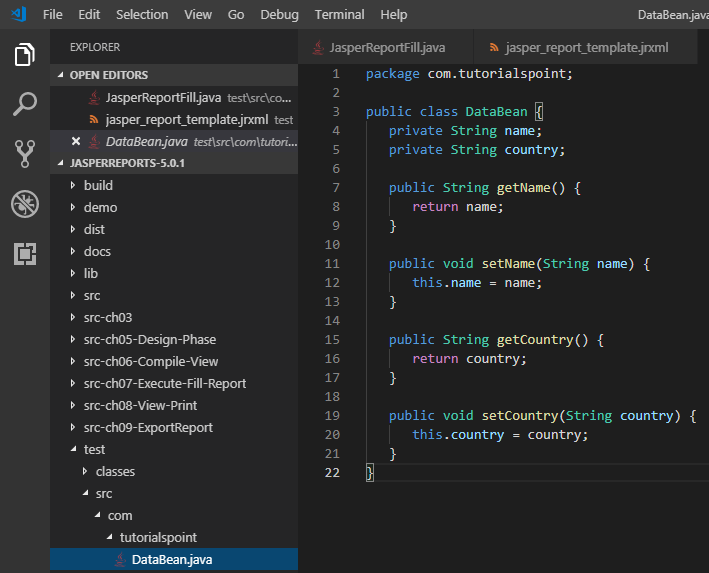 File Edit Selection View Go Debug Terminal Help DataBean.java
EXPLORER
OPEN EDITORS
JasperReportFill.java test\src\co...
jasper_report_template.jrxml test...
DataBean.java test\src\com\tutori...
JASPERREPORTS-5.0.1
build
demo
dist
docs
lib
src
src-ch03
src-ch05-Design-Phase
src-ch06-Compile-View
src-ch07-Execute-Fill-Report
src-ch08-View-Print
src-ch09-ExportReport
test
classes
src
com
tutorialspoint
DataBean.java
JasperReportFill.java jasper_report_template.jrxml
1 package com.tutorialspoint;
2
3 public class DataBean {
4 private String name;
5 private String country;
6
7 public String getName() {
8 return name;
9 }
10
11 public void setName(String name) {
12 this.name = name;
13 }
14
15 public String getCountry() {
16 return country;
17 }
18
19 public void setCountry(String country) {
20 this.country = country;
21 }
22 }